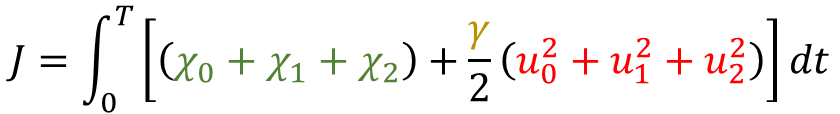 J = ∫₀ᵀ [(χ₀ + χ₁ + χ₂) + γ/2 (u₀² + u₁² + u₂²)] dt